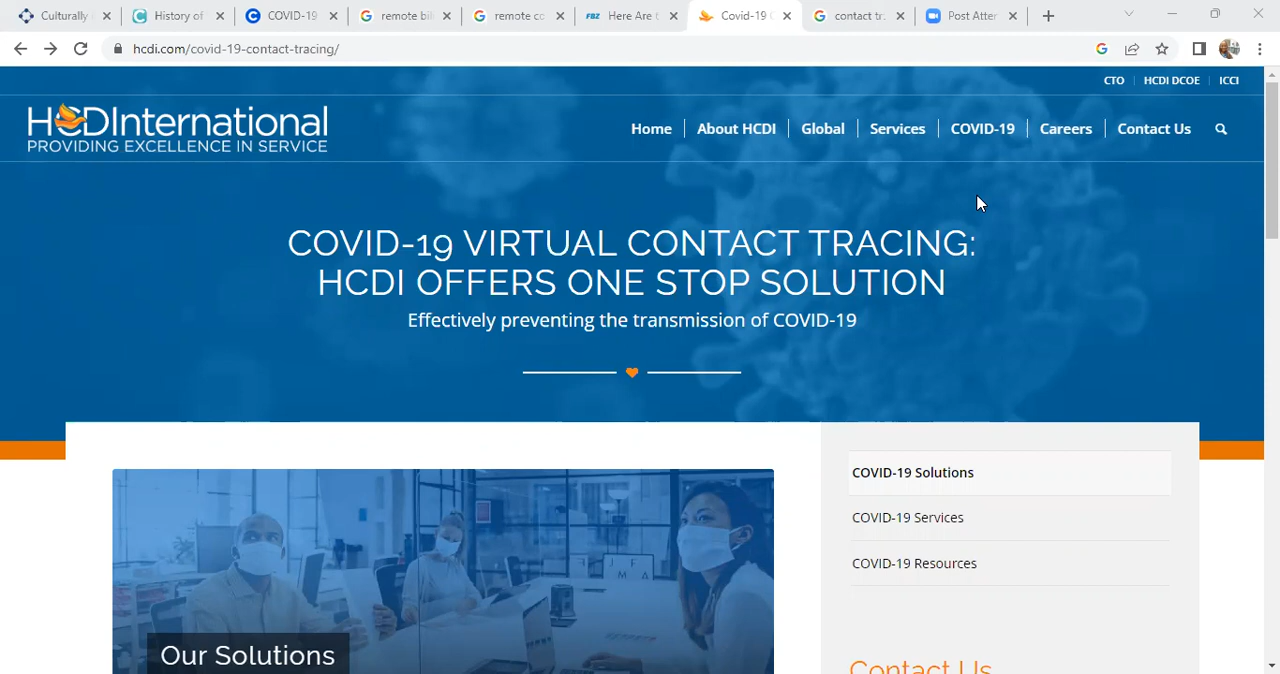 Culturally
History of
COVID-19
remote bil
remote co
FBZ Here Are t
Covid-19 C
contact tr
Post Atter
hcdi.com/covid-19-contact-tracing/
CTO
HCDI DCOE
ICCI
HCDInternational
PROVIDING EXCELLENCE IN SERVICE
Home
About HCDI
Global
Services
COVID-19
Careers
Contact Us
COVID-19 VIRTUAL CONTACT TRACING:
HCDI OFFERS ONE STOP SOLUTION
Effectively preventing the transmission of COVID-19
Our Solutions
COVID-19 Solutions
COVID-19 Services
COVID-19 Resources
Contact Us